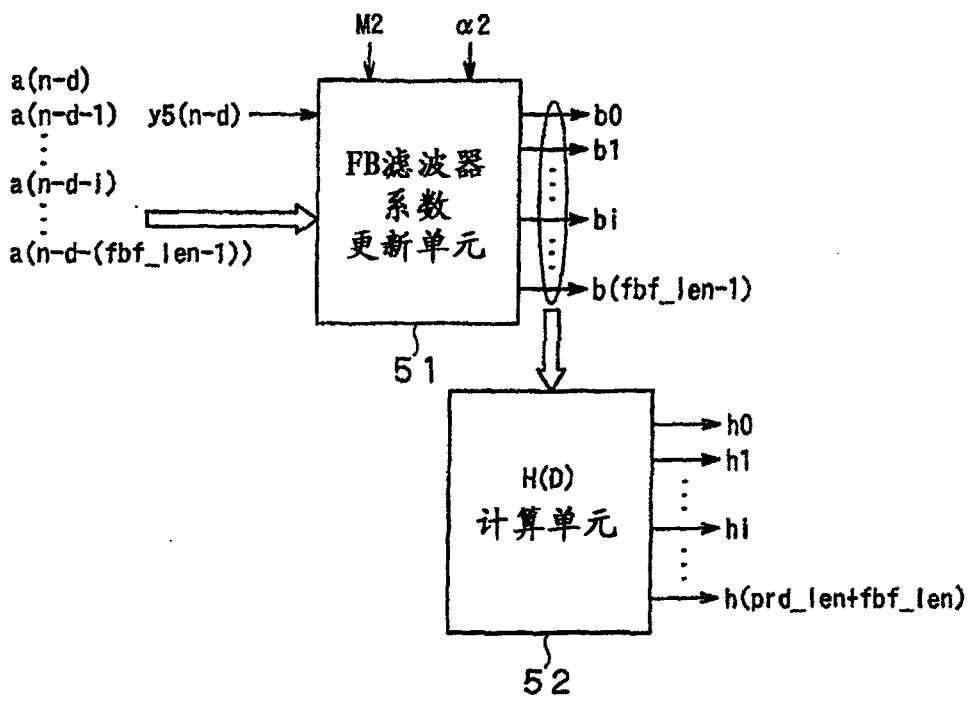 M2 α2
a(n-d)
a(n-d-1) y5(n-d)
a(n-d-i)
a(n-d-(fbf_len-1))
FB滤波器
系数
更新单元
b0
b1
bi
b(fbf_len-1)
51
H(D)
计算单元
h0
h1
hi
h(prd_len+fbf_len)
52